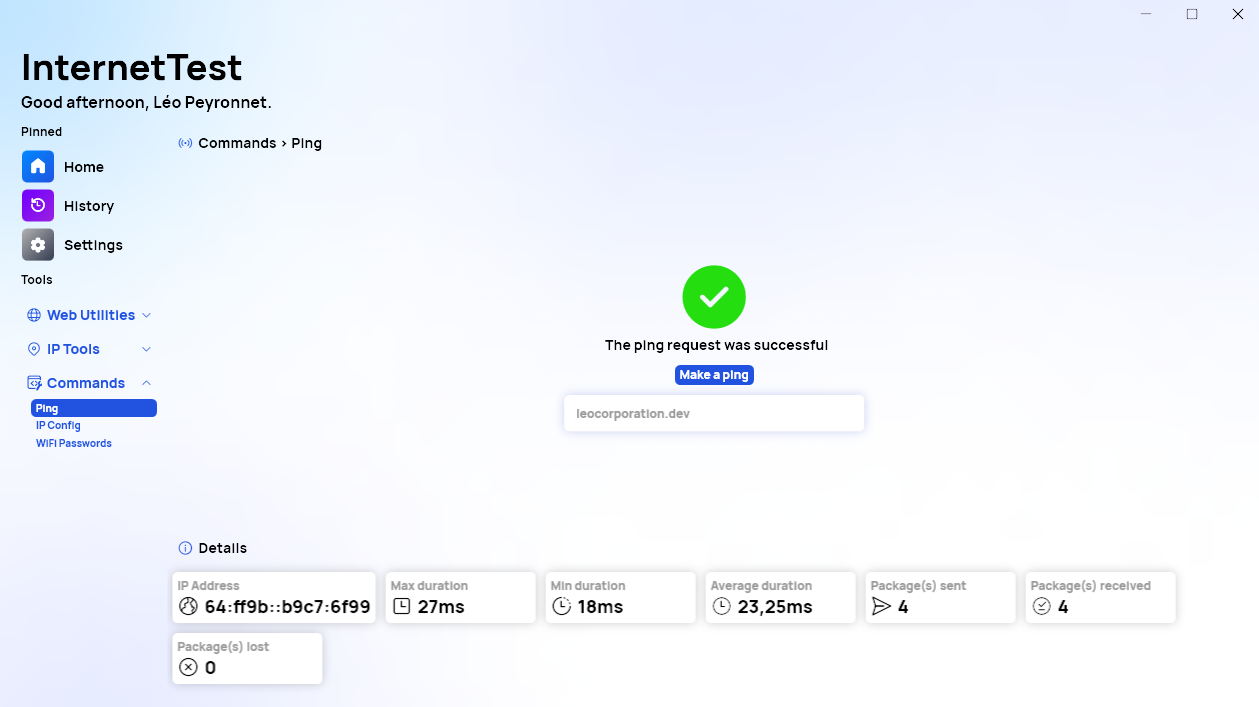 InternetTest
Good afternoon, Léo Peyronnet.
Pinned
Home
History
Settings
Tools
Web Utilities
IP Tools
Commands
Ping
IP Config
WiFi Passwords
Commands > Ping
The ping request was successful
Make a ping
leocorporation.dev
Details
IP Address
64:ff9b::b9c7:6f99
Max duration
27ms
Min duration
18ms
Average duration
23,25ms
Package(s) sent
4
Package(s) received
4
Package(s) lost
0